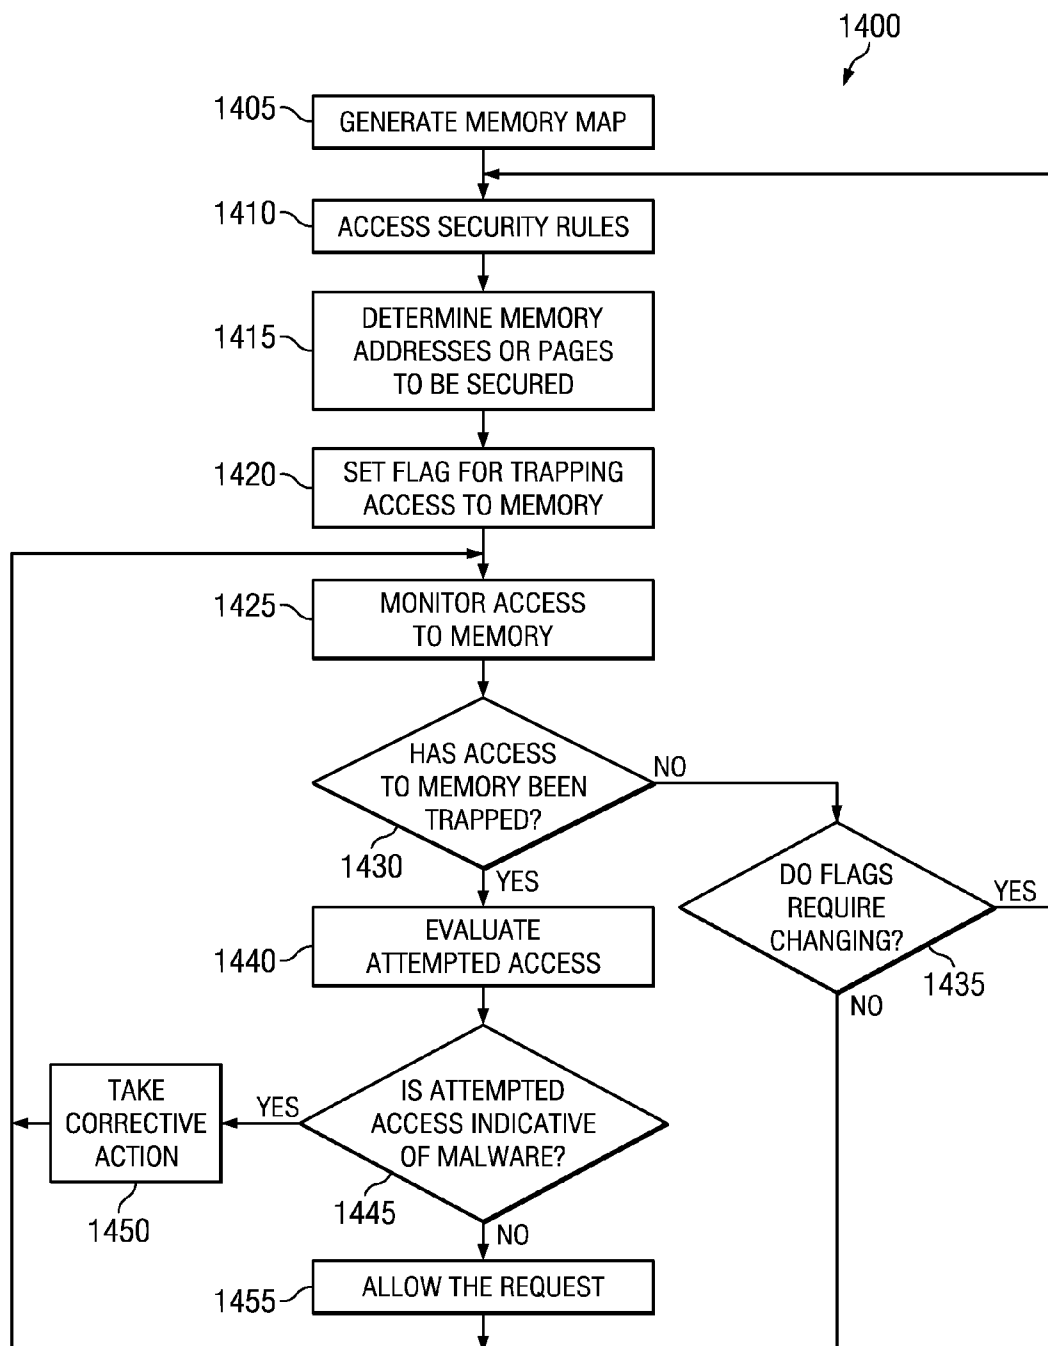 1400
1405
GENERATE MEMORY MAP
1410
ACCESS SECURITY RULES
1415
DETERMINE MEMORY
ADDRESSES OR PAGES
TO BE SECURED
1420
SET FLAG FOR TRAPPING
ACCESS TO MEMORY
1425
MONITOR ACCESS
TO MEMORY
HAS ACCESS
TO MEMORY BEEN
TRAPPED?
1430
NO
YES
DO FLAGS
REQUIRE
CHANGING?
1435
YES
NO
1440
EVALUATE
ATTEMPTED ACCESS
IS ATTEMPTED
ACCESS INDICATIVE
OF MALWARE?
1445
YES
NO
TAKE
CORRECTIVE
ACTION
1450
1455
ALLOW THE REQUEST